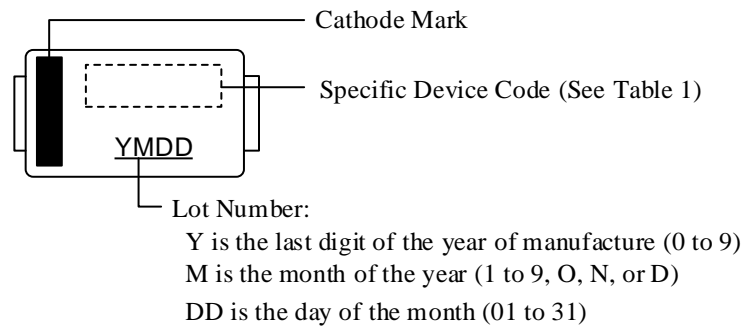 Cathode Mark
Specific Device Code (See Table 1)
YMDD
Lot Number:
Y is the last digit of the year of manufacture (0 to 9)
M is the month of the year (1 to 9, O, N, or D)
DD is the day of the month (01 to 31)